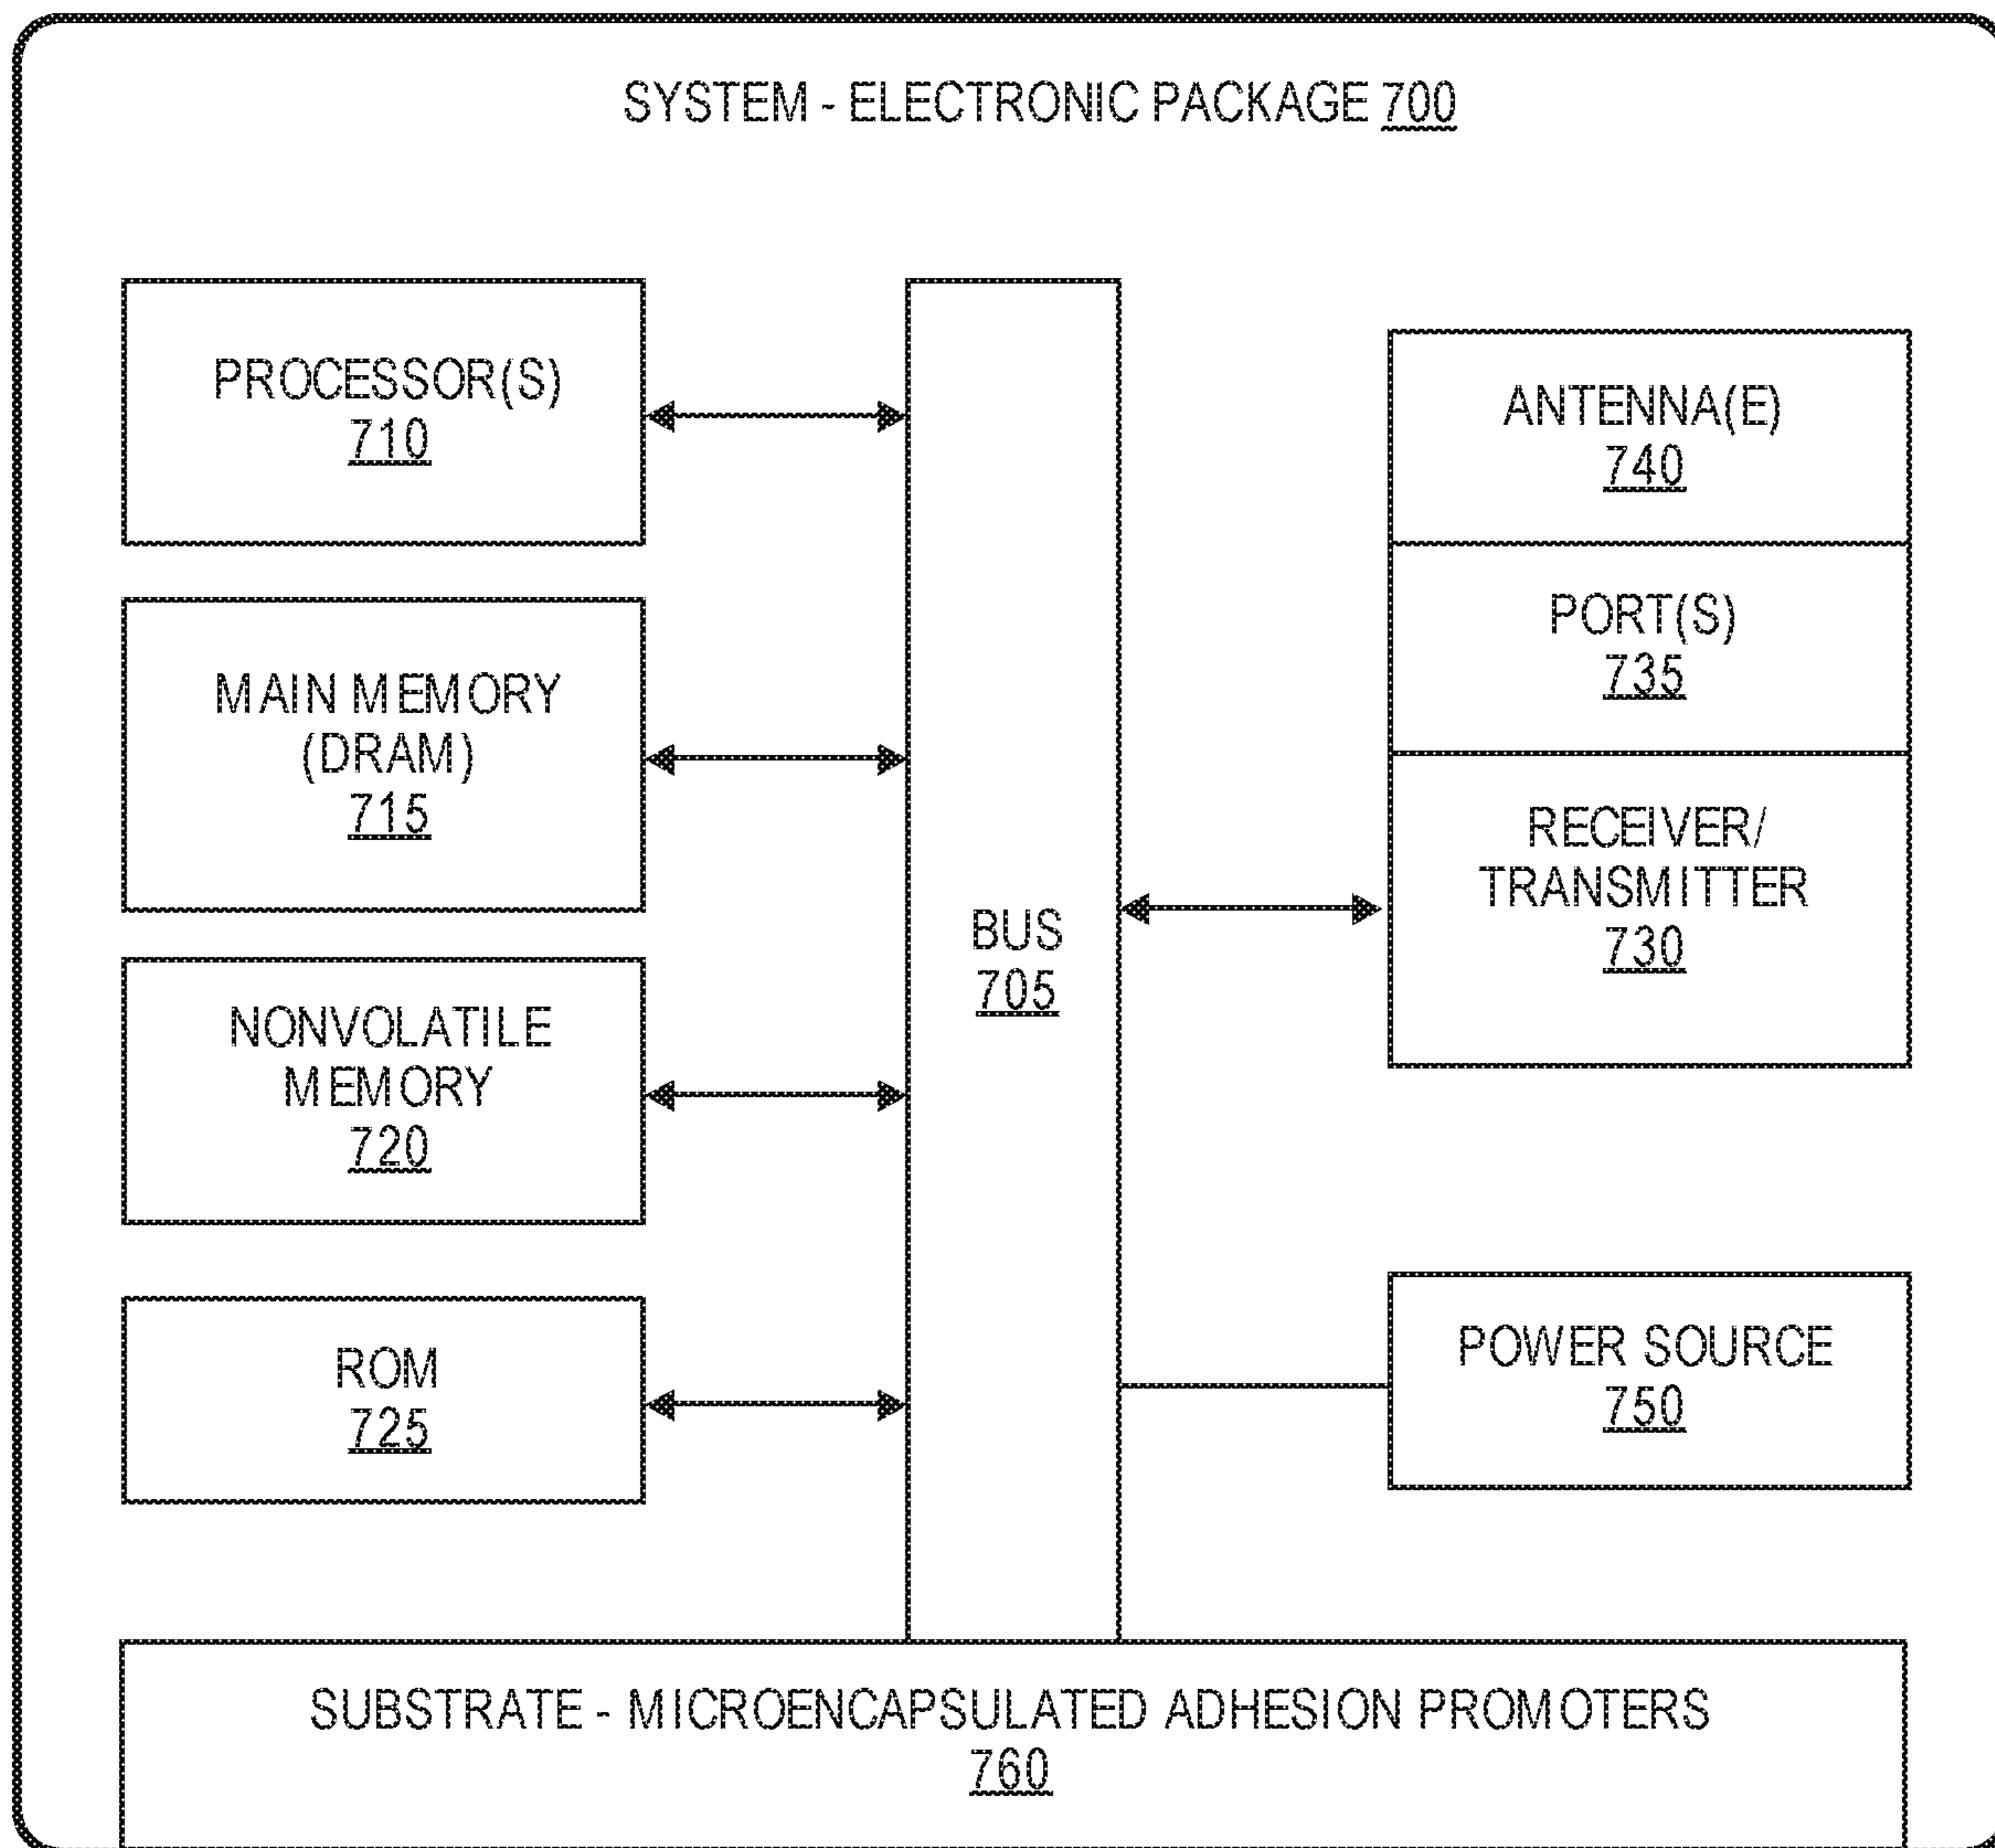 SYSTEM - ELECTRONIC PACKAGE 700
PROCESSOR(S)
710
MAIN MEMORY
(DRAM)
715
NONVOLATILE
MEMORY
720
ROM
725
BUS
705
ANTENNA(E)
740
PORT(S)
735
RECEIVER/
TRANSMITTER
730
POWER SOURCE
750
SUBSTRATE - MICROENCAPSULATED ADHESION PROMOTERS
760